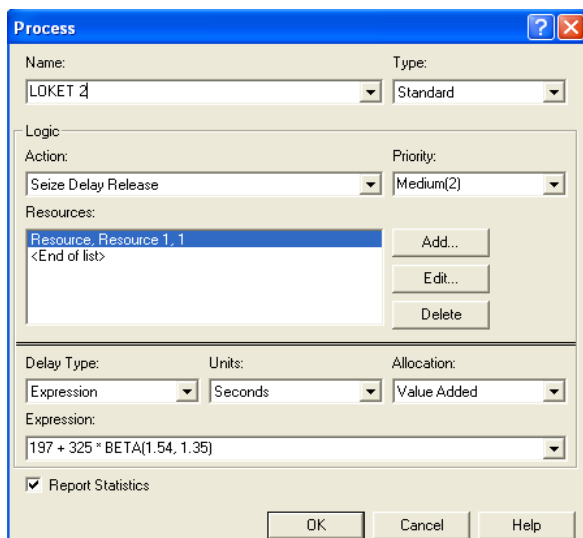 Process
Name:
Type:
LOKET 2
Standard
Logic
Action:
Priority:
Seize Delay Release
Medium(2)
Resources:
Resource, Resource 1, 1
<End of list>
Add...
Edit...
Delete
Delay Type:
Units:
Allocation:
Expression
Seconds
Value Added
Expression:
197 + 325 * BETA(1.54, 1.35)
Report Statistics
OK
Cancel
Help